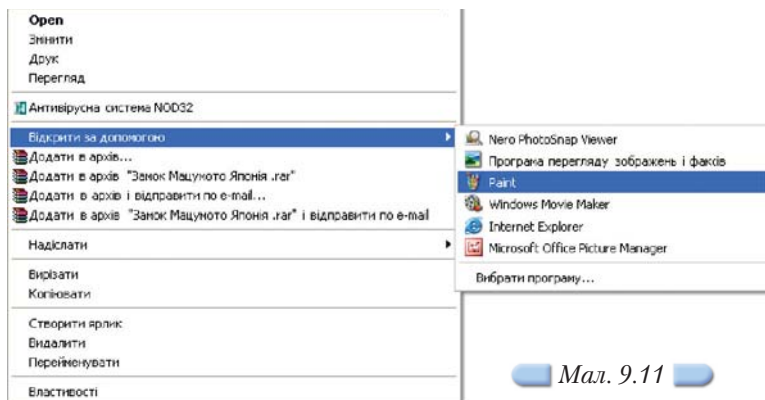 Open
Змінити
Друк
Перегляд
Антивірусна система NOD32
Відкрити за допомогою
Додати в архів...
Додати в архів "Замок Мацумото Японія .rar"
Додати в архів і відправити по e-mail...
Додати в архів "Замок Мацумото Японія .rar" і відправити по e-mail
Надіслати
Вирізати
Копіювати
Створити ярлик
Видалити
Перейменувати
Властивості
Nero PhotoSnap Viewer
Програма перегляду зображень і факсів
Paint
Windows Movie Maker
Internet Explorer
Microsoft Office Picture Manager
Вибрати програму...
Мал. 9.11